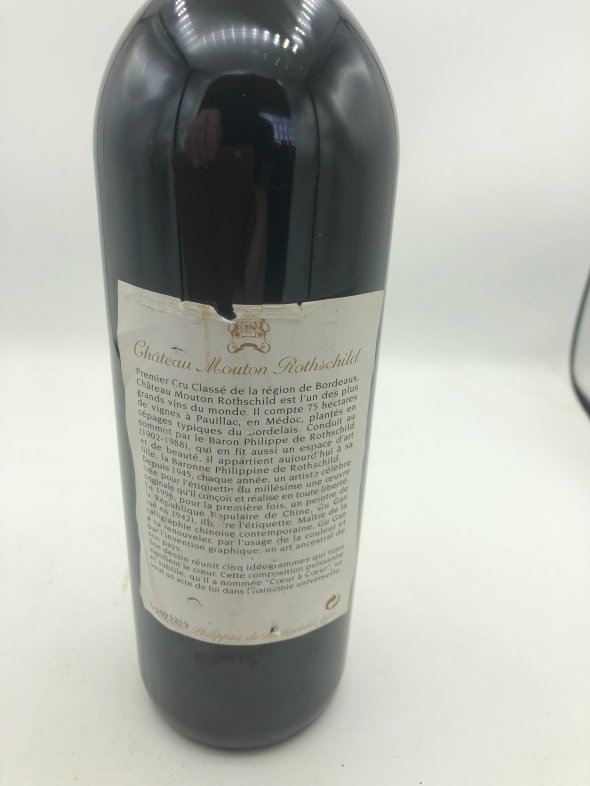 Château Mouton Rothschild
Premier Cru Classé de la région de Bordeaux,
Château Mouton Rothschild est l'un des plus
grands vins du monde. Il compte 75 hectares
de vignes à Pauillac, en Médoc, plantés en
cépages typiques du Bordelais. Conduit au
sommet par le Baron Philippe de Rothschild
(1902-1988), qui en fit aussi un espace d'art
et de beauté, il appartient aujourd'hui à sa
fille, la Baronne Philippine de Rothschild.
Depuis 1945, chaque année, un artiste célèbre
crée pour l'étiquette du millésime une œuvre
originale qu'il conçoit et réalise en toute liberté.
En 1996, pour la première fois, un peintre de
la République Populaire de Chine, Gu Gan
(né en 1942), illustre l'étiquette. Maître de la
calligraphie chinoise contemporaine, Gu Gan
a su renouveler, par l'usage de la couleur et
par l'invention graphique, un art ancestral de
son pays.
Son dessin réunit cinq idéogrammes qui tous
signifient le cœur. Cette composition puissante
et subtile, qu'il a nommée "Cœur à Cœur", se
veut un acte de foi dans l'harmonie universelle.
Philippine de Rothschild